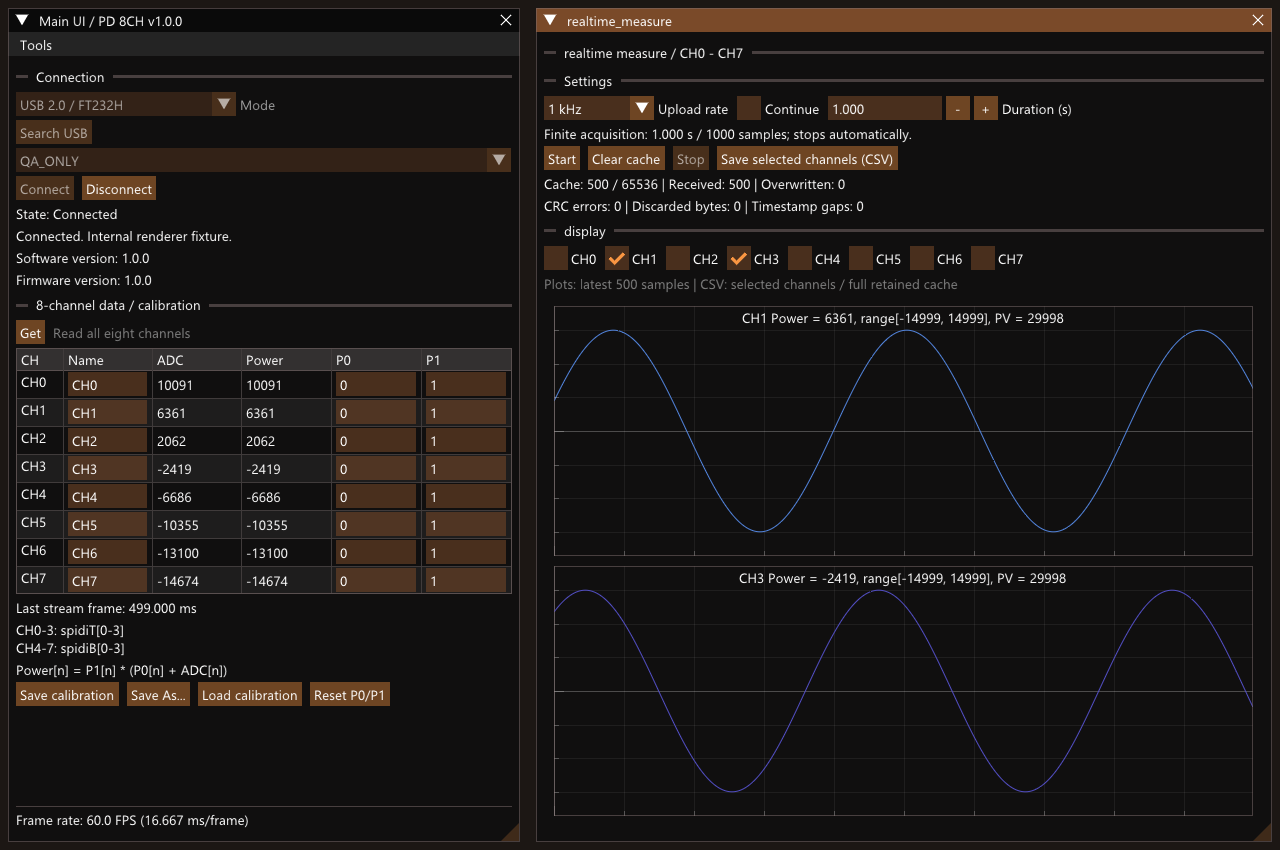 Main UI / PD 8CH v1.0.0
Tools
Connection
USB 2.0 / FT232H Mode
Search USB
QA_ONLY
Connect Disconnect
State: Connected
Connected. Internal renderer fixture.
Software version: 1.0.0
Firmware version: 1.0.0
8-channel data / calibration
Get Read all eight channels
CH Name ADC Power P0 P1
CH0 CH0 10091 10091 0 1
CH1 CH1 6361 6361 0 1
CH2 CH2 2062 2062 0 1
CH3 CH3 -2419 -2419 0 1
CH4 CH4 -6686 -6686 0 1
CH5 CH5 -10355 -10355 0 1
CH6 CH6 -13100 -13100 0 1
CH7 CH7 -14674 -14674 0 1
Last stream frame: 499.000 ms
CH0-3: spidiT[0-3]
CH4-7: spidiB[0-3]
Power[n] = P1[n] * (P0[n] + ADC[n])
Save calibration Save As... Load calibration Reset P0/P1
Frame rate: 60.0 FPS (16.667 ms/frame)
realtime_measure
realtime measure / CH0 - CH7
Settings
1 kHz Upload rate Continue 1.000 - + Duration (s)
Finite acquisition: 1.000 s / 1000 samples; stops automatically.
Start Clear cache Stop Save selected channels (CSV)
Cache: 500 / 65536 | Received: 500 | Overwritten: 0
CRC errors: 0 | Discarded bytes: 0 | Timestamp gaps: 0
display
CH0 CH1 CH2 CH3 CH4 CH5 CH6 CH7
Plots: latest 500 samples | CSV: selected channels / full retained cache
CH1 Power = 6361, range[-14999, 14999], PV = 29998
CH3 Power = -2419, range[-14999, 14999], PV = 29998